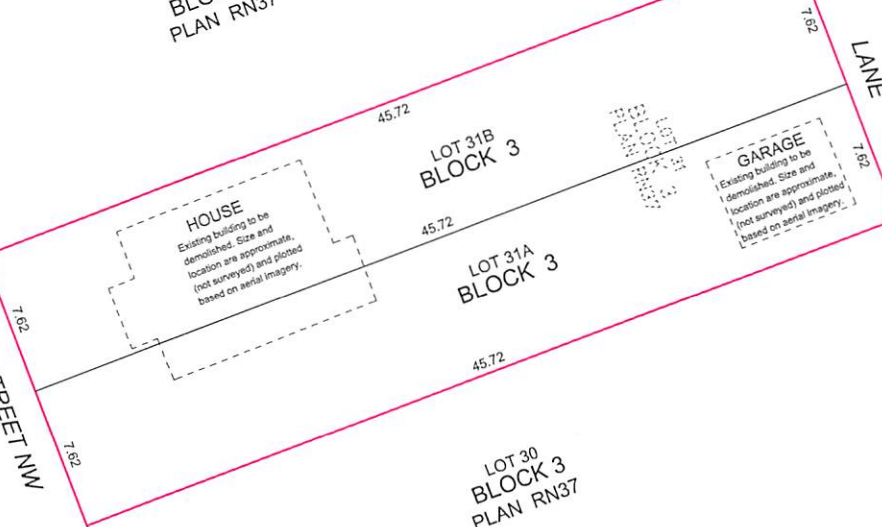 PLAN RN37
7.62
LANE
45.72
LOT 31B
BLOCK 3
GARAGE
Existing building to be
demolished. Size and
location are approximate,
(not surveyed) and plotted
based on aerial imagery.
7.62
HOUSE
Existing building to be
demolished. Size and
location are approximate,
(not surveyed) and plotted
based on aerial imagery.
45.72
LOT 31A
BLOCK 3
7.62
45.72
TREET NW
7.62
LOT 30
BLOCK 3
PLAN RN37